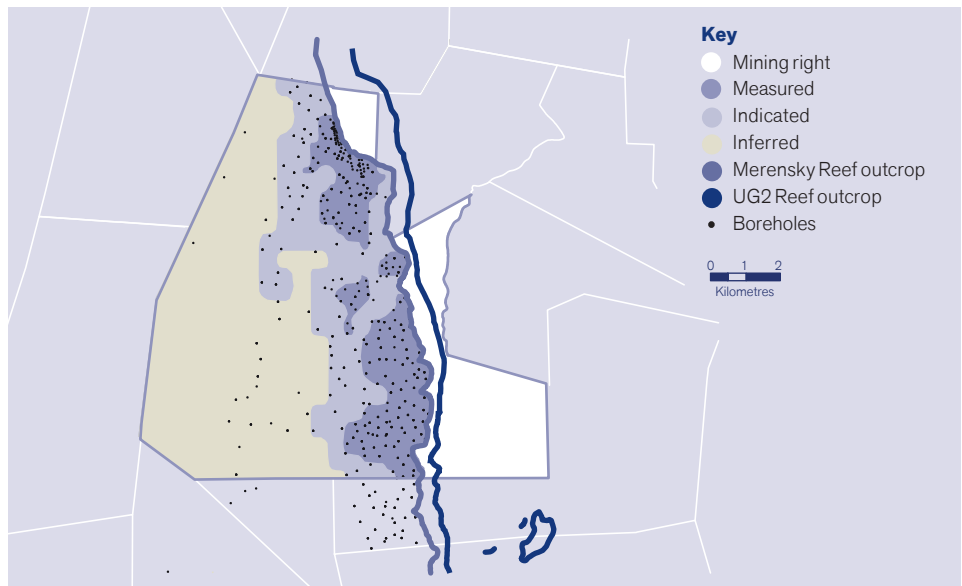 Key
Mining right
Measured
Indicated
Inferred
Merensky Reef outcrop
UG2 Reef outcrop
Boreholes
0 1 2
Kilometres